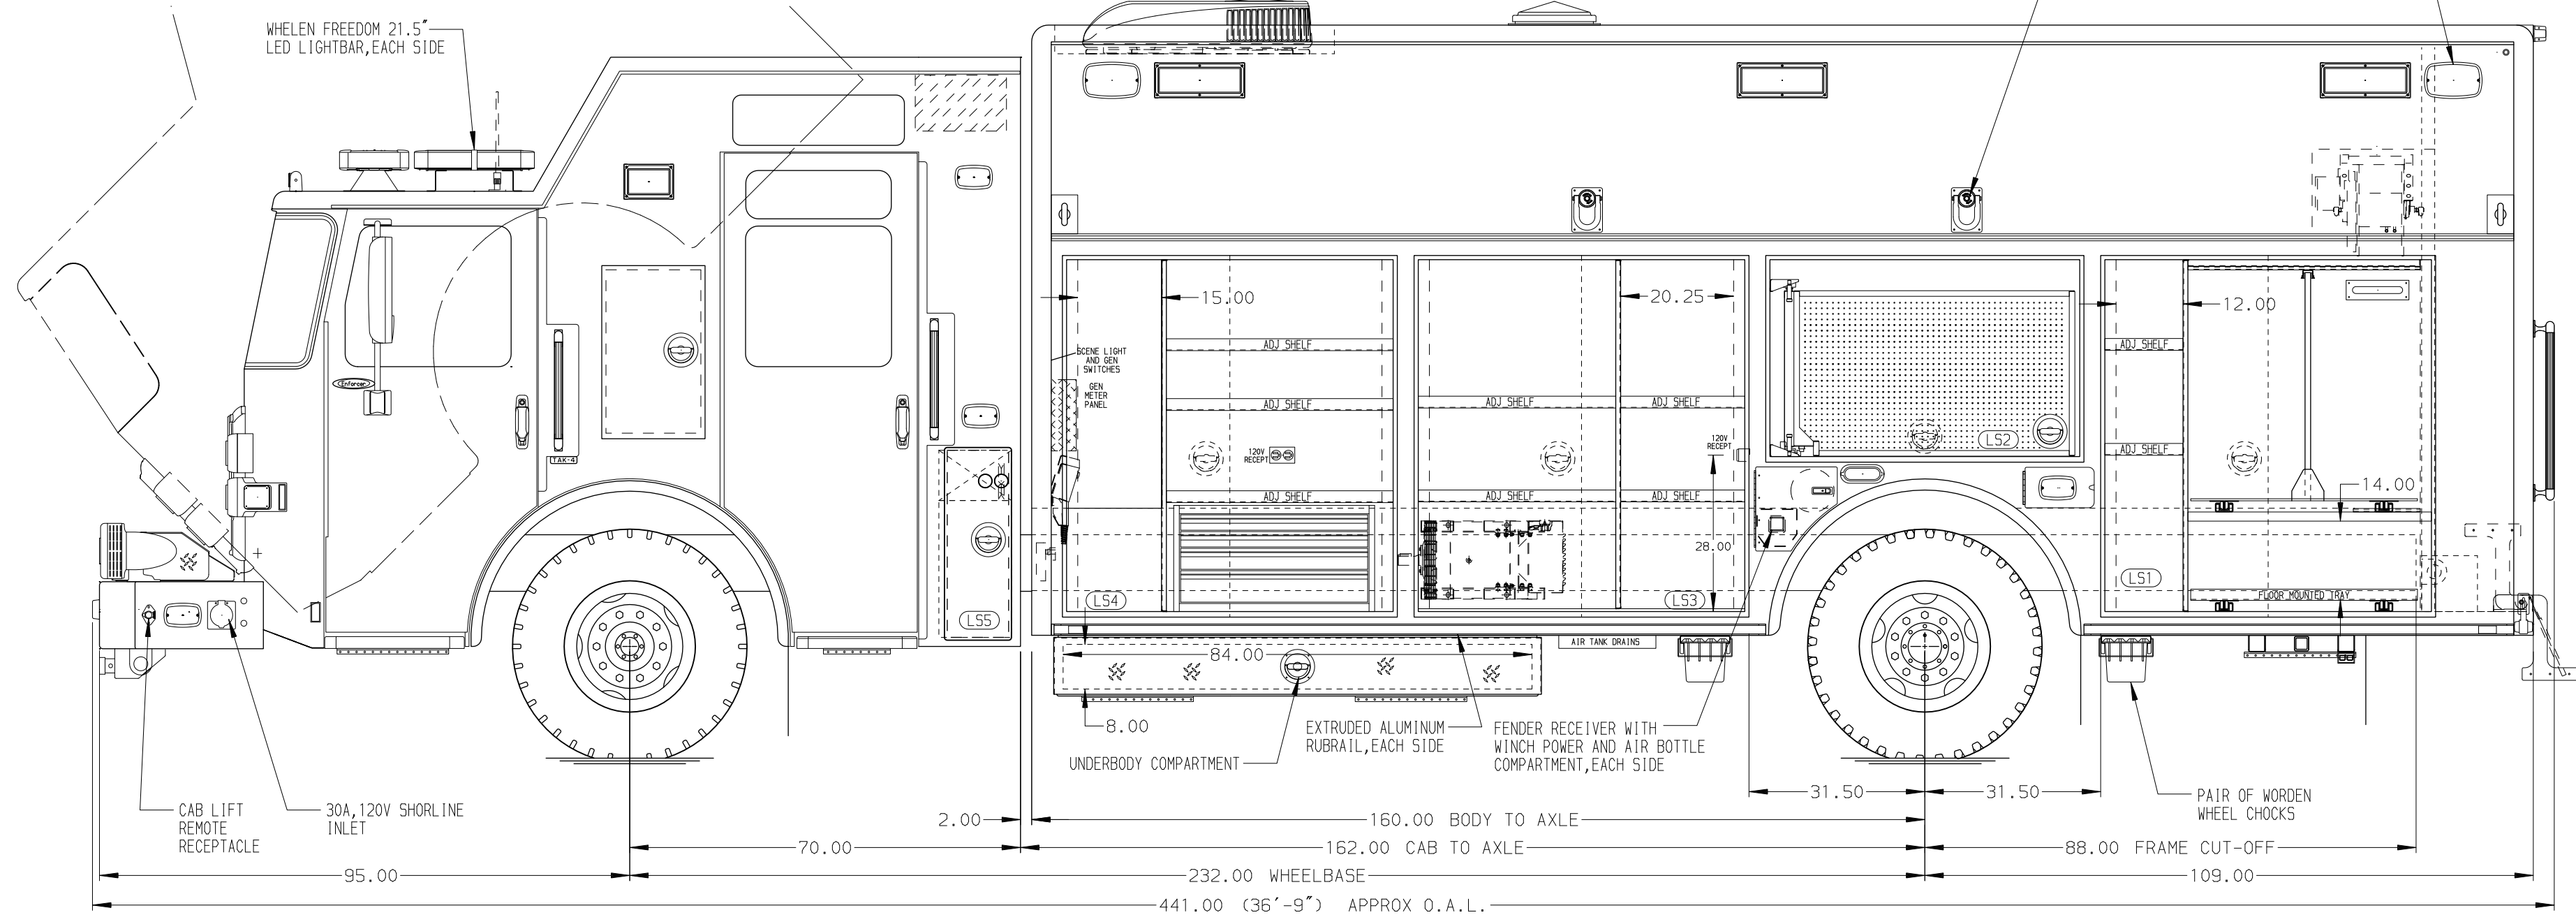 WHELEN FREEDOM 21.5"
LED LIGHTBAR,EACH SIDE
15.00
20.25
12.00
SCENE LIGHT
AND GEN
SWITCHES
GEN
METER
PANEL
ADJ SHELF
ADJ SHELF
ADJ SHELF
ADJ SHELF
ADJ SHELF
ADJ SHELF
ADJ SHELF
ADJ SHELF
ADJ SHELF
Enforcer
TAK-4
120V
RECEPT
120V
RECEPT
LS2
14.00
28.00
LS1
LS4
LS3
LS5
FLOOR MOUNTED TRAY
AIR TANK DRAINS
84.00
8.00
UNDERBODY COMPARTMENT
EXTRUDED ALUMINUM
RUBRAIL,EACH SIDE
FENDER RECEIVER WITH
WINCH POWER AND AIR BOTTLE
COMPARTMENT,EACH SIDE
CAB LIFT
REMOTE
RECEPTACLE
30A,120V SHORLINE
INLET
31.50
31.50
PAIR OF WORDEN
WHEEL CHOCKS
2.00
160.00 BODY TO AXLE
70.00
162.00 CAB TO AXLE
88.00 FRAME CUT-OFF
95.00
232.00 WHEELBASE
109.00
441.00 (36'-9") APPROX O.A.L.